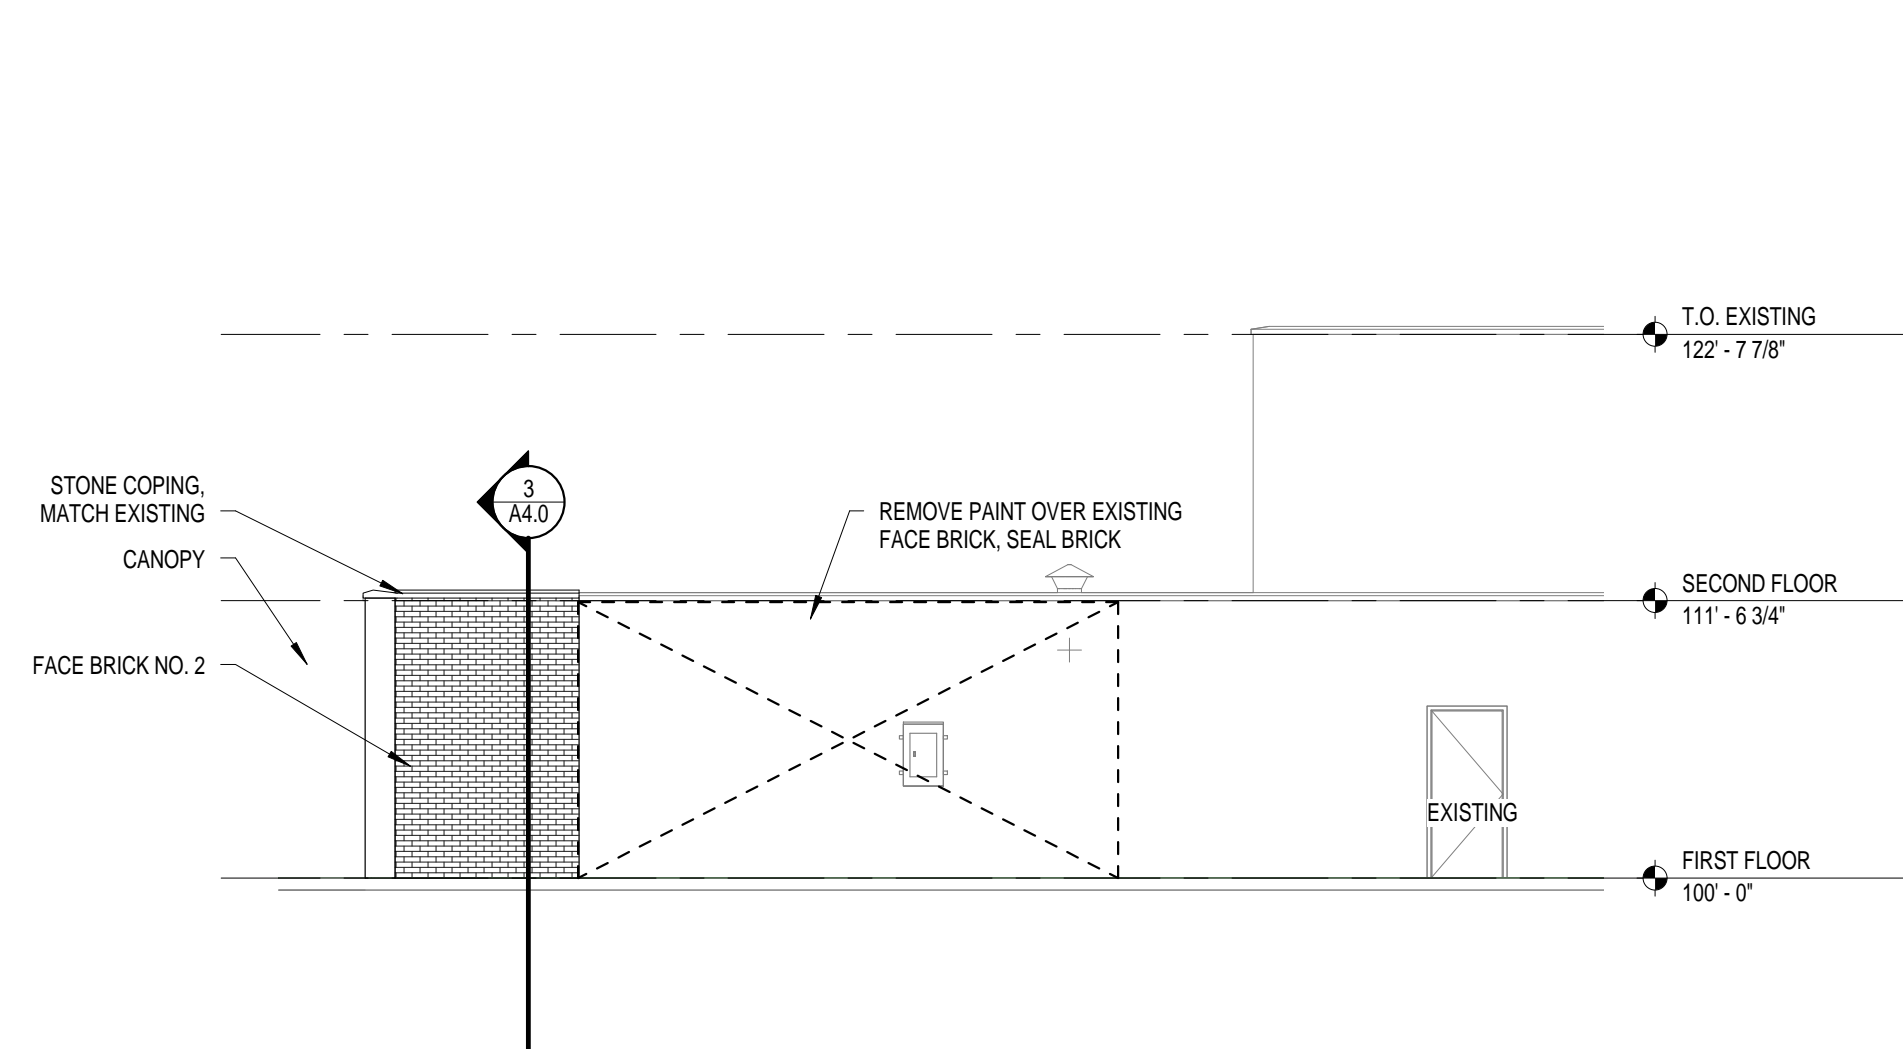 T.O. EXISTING
122' - 7 7/8"
STONE COPING,
MATCH EXISTING
CANOPY
FACE BRICK NO. 2
3
A4.0
REMOVE PAINT OVER EXISTING
FACE BRICK, SEAL BRICK
SECOND FLOOR
111' - 6 3/4"
EXISTING
FIRST FLOOR
100' - 0"